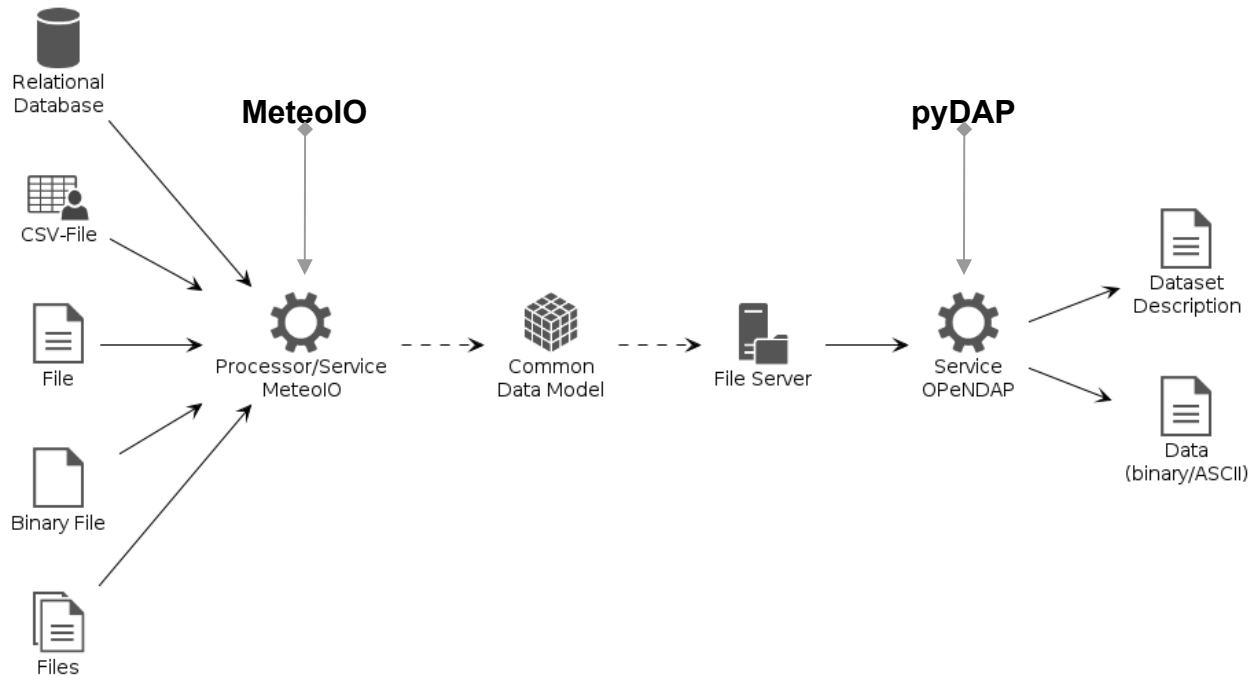 Relational
Database
MeteoIO
pyDAP
CSV-File
File
Processor/Service
MeteoIO
Common
Data Model
File Server
Service
OPeNDAP
Dataset
Description
Data
(binary/ASCII)
Binary File
Files